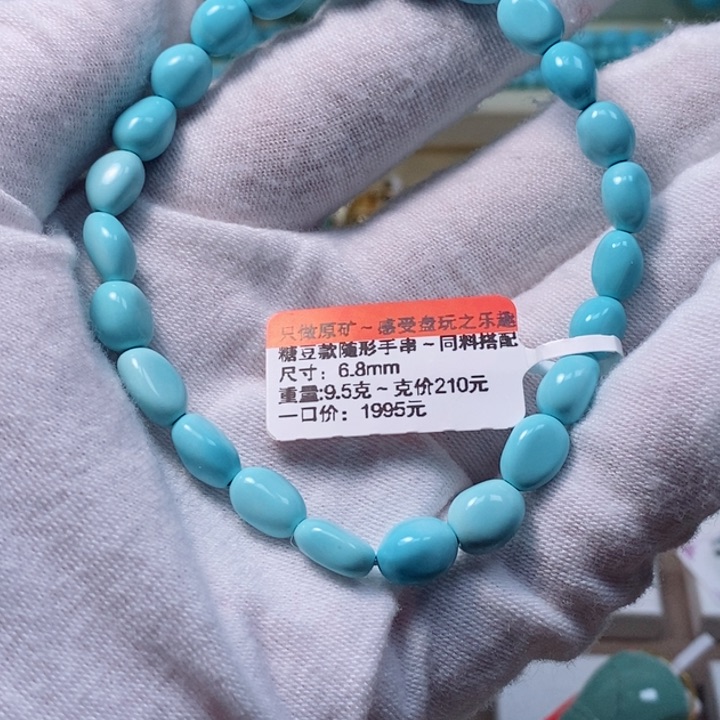 只做原矿~感受盘玩之乐趣
糖豆款随形手串~同料搭配
尺寸：6.8mm
重量:9.5克~克价210元
一口价：1995元